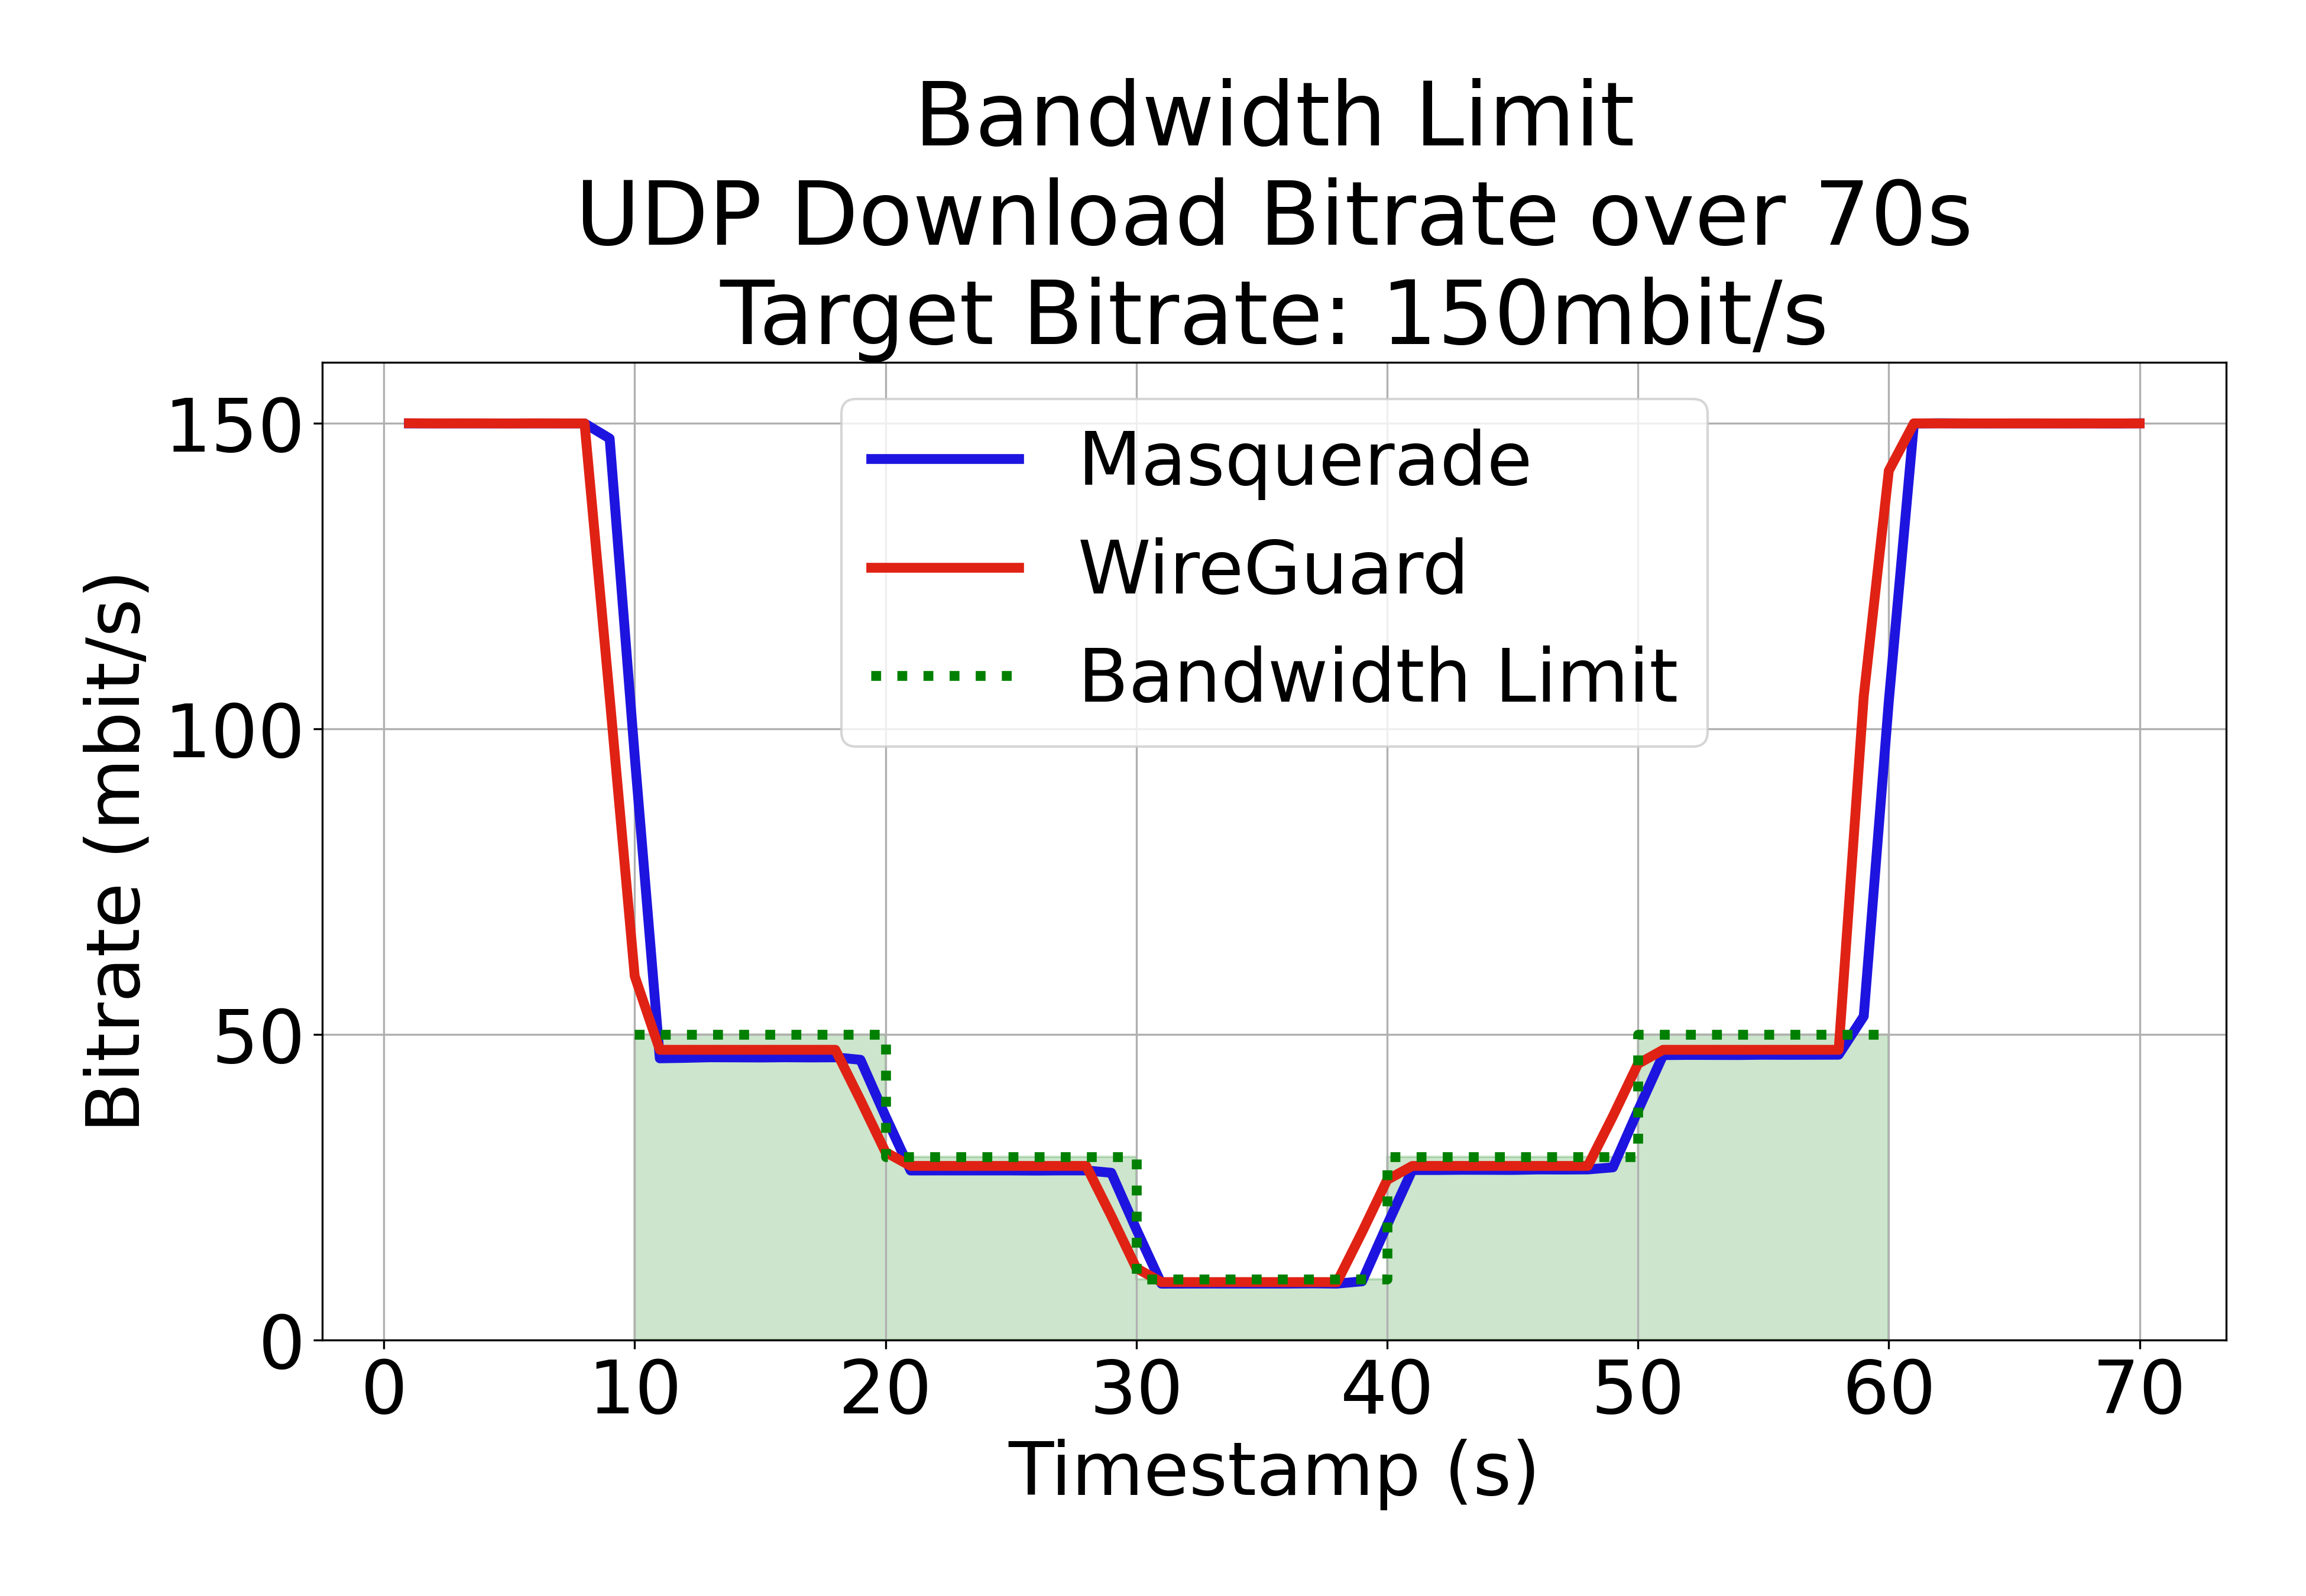 Bandwidth Limit
UDP Download Bitrate over 70s
Target Bitrate: 150mbit/s
Bitrate (mbit/s)
150
100
50
0
Masquerade
WireGuard
Bandwidth Limit
0 10 20 30 40 50 60 70
Timestamp (s)